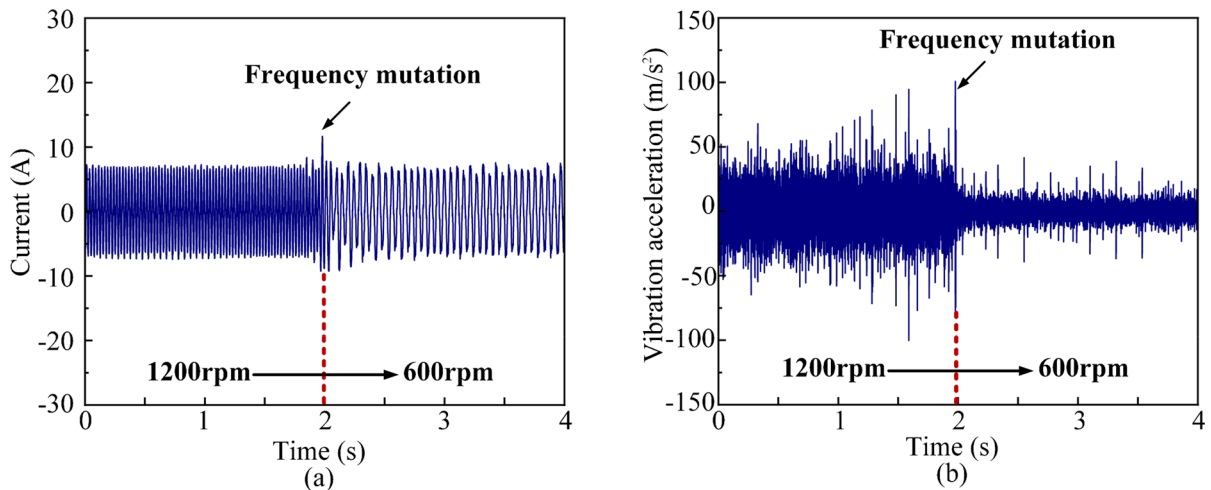 30
20
10
0
-10
-20
-30
Current (A)
Frequency mutation
1200rpm
600rpm
0 1 2 3 4
Time (s)
(a)
150
100
50
0
-50
-100
-150
Vibration acceleration (m/s²)
Frequency mutation
1200rpm
600rpm
0 1 2 3 4
Time (s)
(b)